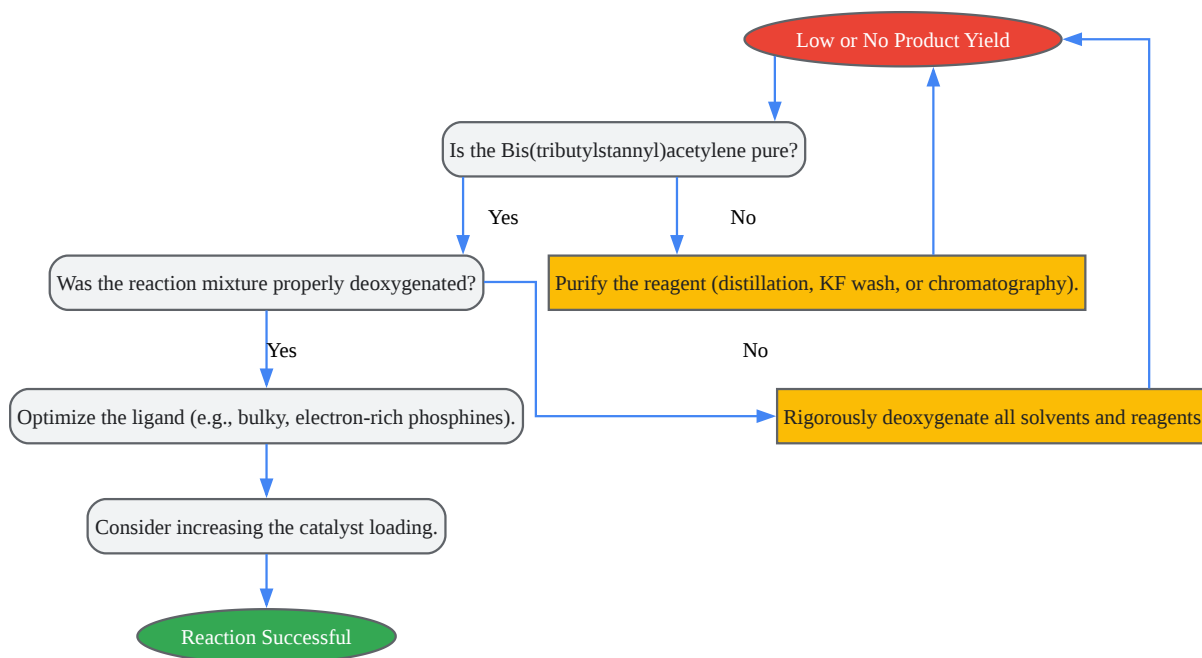 Low or No Product Yield
Is the Bis(tributylstannyl)acetylene pure?
Yes
No
Was the reaction mixture properly deoxygenated?
Purify the reagent (distillation, KF wash, or chromatography).
Yes
No
Optimize the ligand (e.g., bulky, electron-rich phosphines).
Rigorously deoxygenate all solvents and reagents
Consider increasing the catalyst loading.
Reaction Successful